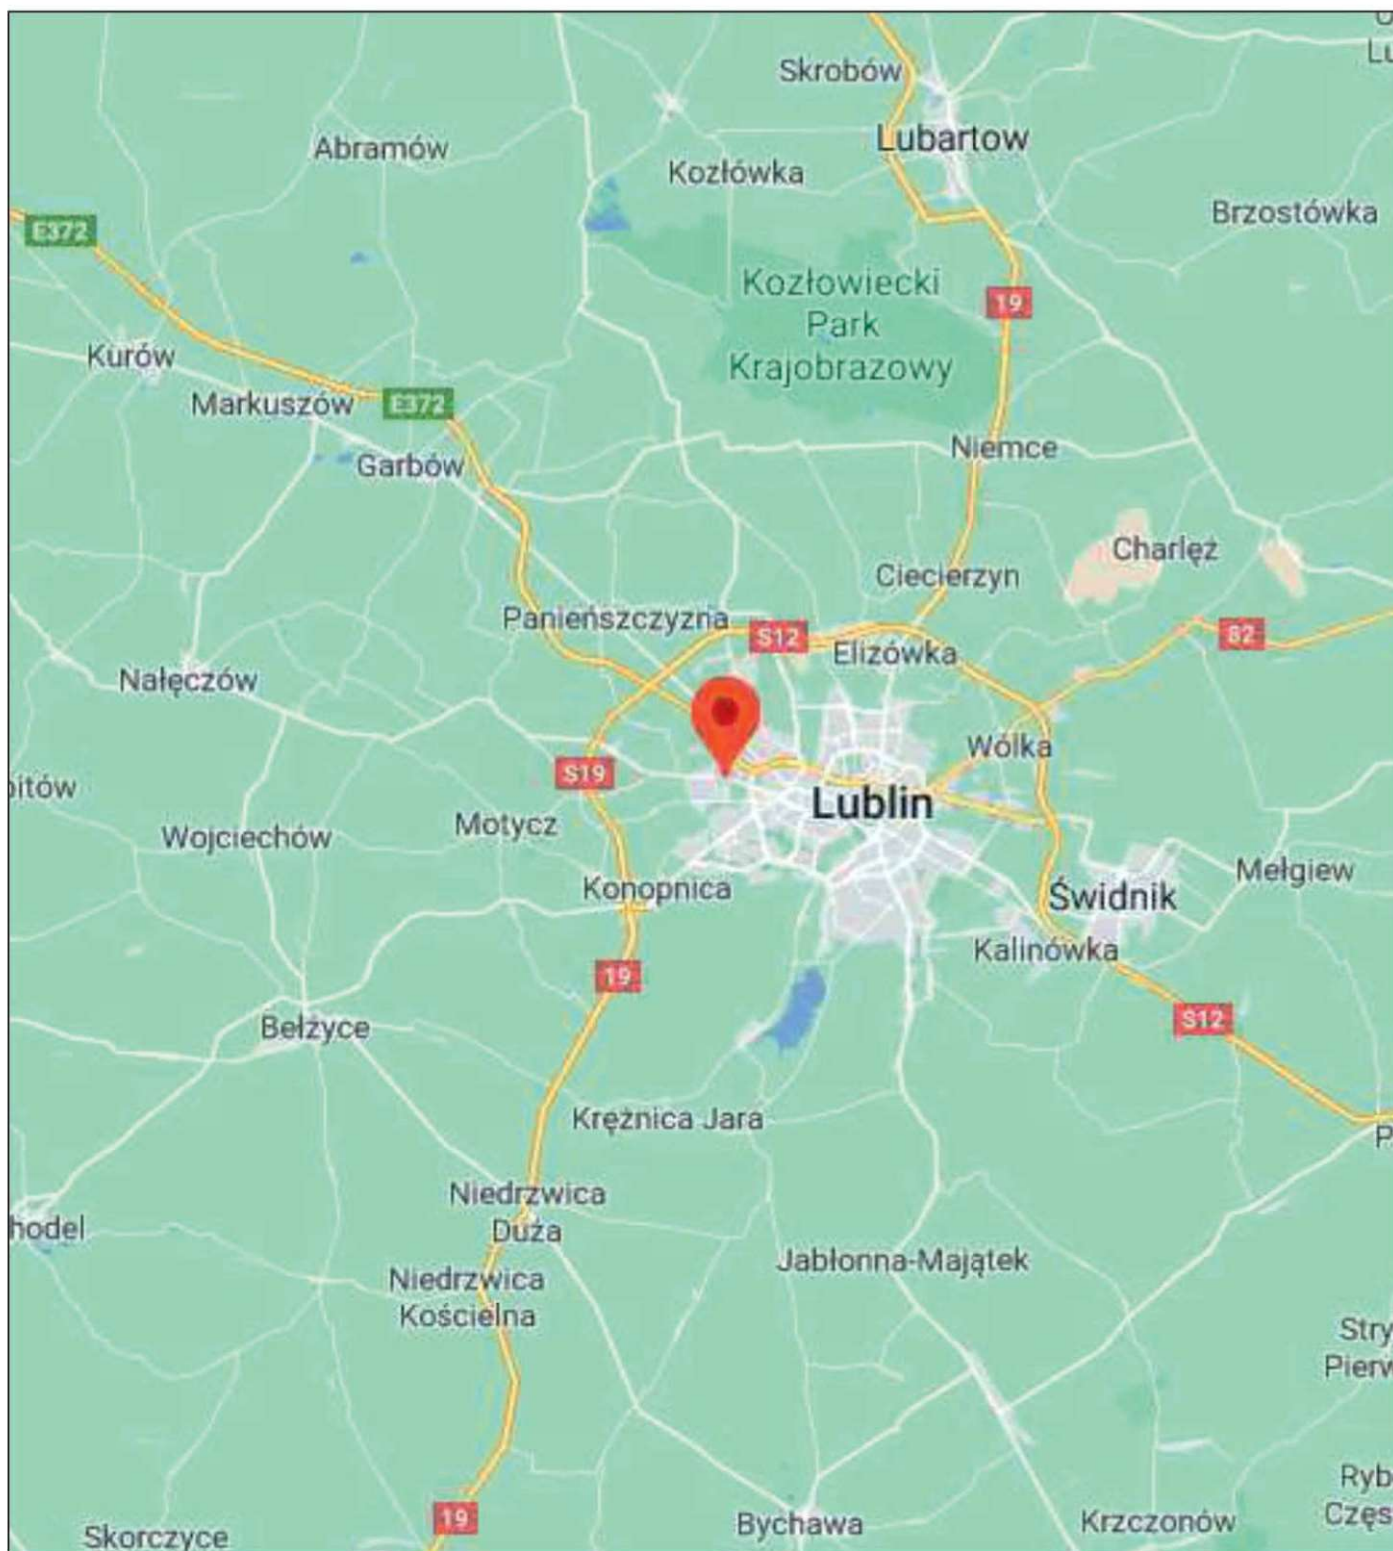 Skrobów
Lubartow
Abramów
Kozłówka
Brzostówka
E372
Kozłowiecki
Park
Krajobrazowy
19
Kurów
Markuszów
E372
Garbów
Niemce
Charlęż
Ciecierzyn
Panieńszczyzna
S12
82
Elizówka
Nałęczów
Wólka
S19
Lublin
Motycz
Wojciechów
Mełgiew
Konopnica
Świdnik
Kalinówka
19
S12
Bełżyce
Krężnica Jara
Niedrzwica
Duża
Jabłonna-Majątek
Niedrzwica
Kościelna
19
Bychawa
Krzczonów
Skorczyce